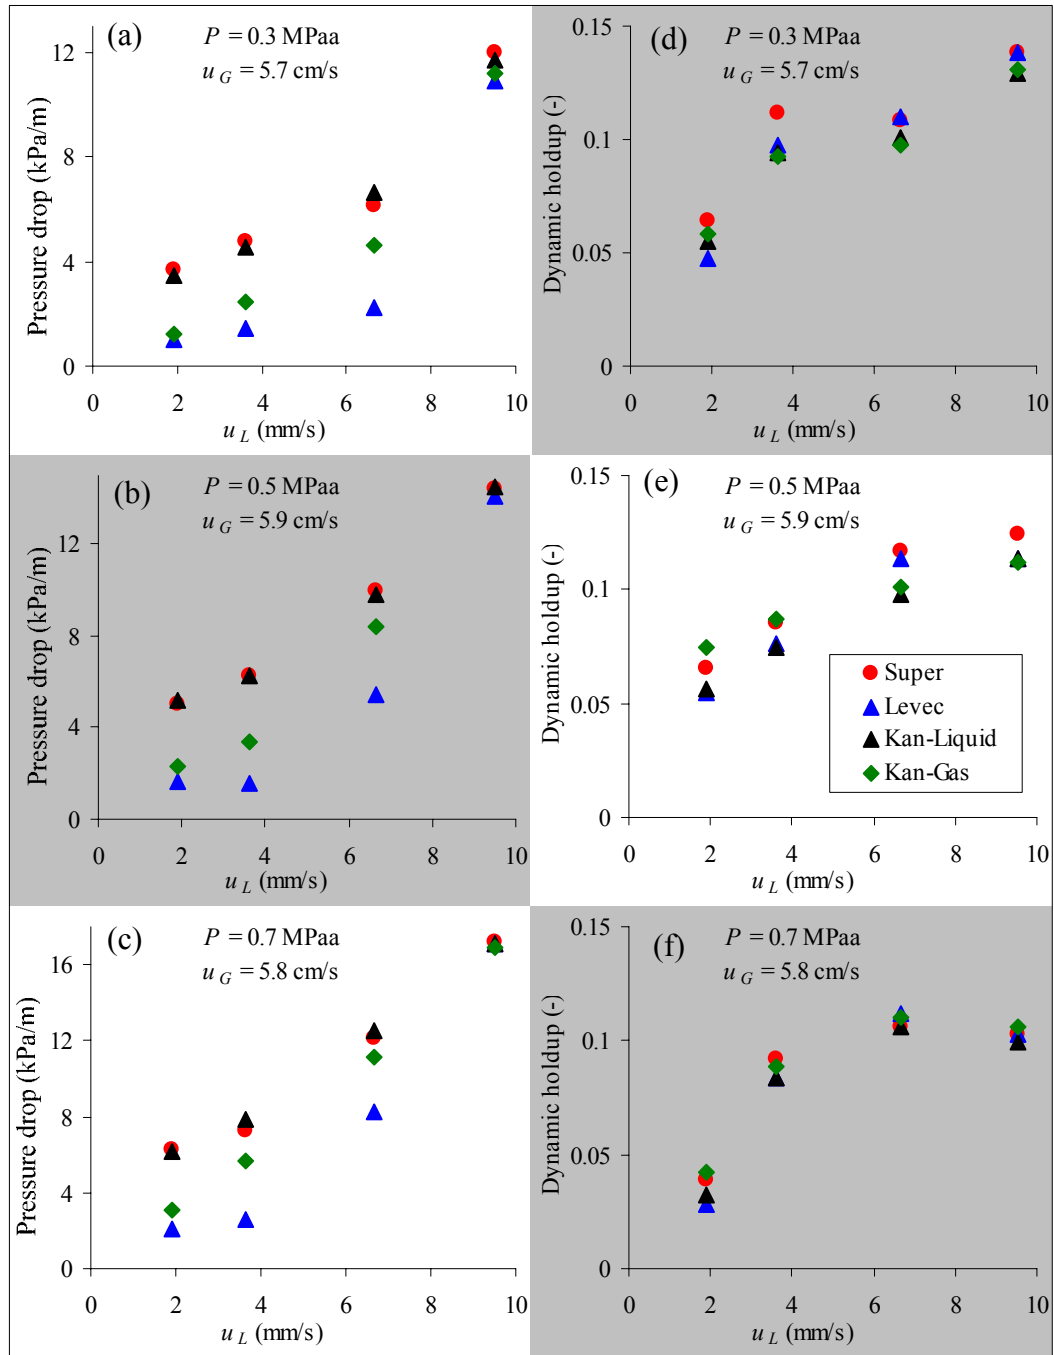 (a)
P = 0.3 MPaa
u G = 5.7 cm/s
Pressure drop (kPa/m)
12
8
4
0
0 2 4 6 8 10
u L (mm/s)
(d)
P = 0.3 MPaa
u G = 5.7 cm/s
Dynamic holdup (-)
0.15
0.1
0.05
0
0 2 4 6 8 10
u L (mm/s)
(b)
P = 0.5 MPaa
u G = 5.9 cm/s
Pressure drop (kPa/m)
12
8
4
0
0 2 4 6 8 10
u L (mm/s)
(e)
P = 0.5 MPaa
u G = 5.9 cm/s
Dynamic holdup (-)
0.15
0.1
0.05
0
Super
Levec
Kan-Liquid
Kan-Gas
0 2 4 6 8 10
u L (mm/s)
(c)
P = 0.7 MPaa
u G = 5.8 cm/s
Pressure drop (kPa/m)
16
12
8
4
0
0 2 4 6 8 10
u L (mm/s)
(f)
P = 0.7 MPaa
u G = 5.8 cm/s
Dynamic holdup (-)
0.15
0.1
0.05
0
0 2 4 6 8 10
u L (mm/s)